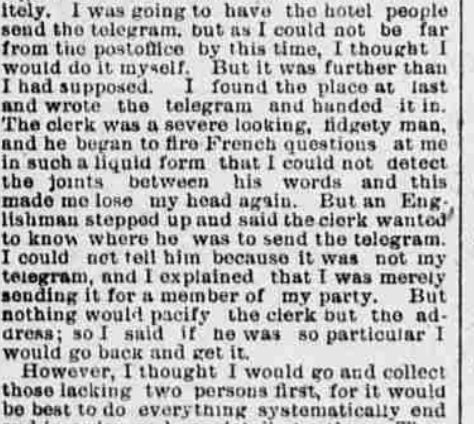 itely. I was going to have the hotel people
send the telegram, but as I could not be far
from the postoffice by this time, I thought I
would do it myself. But it was further than
I had supposed. I found the place at last
and wrote the telegram and handed it in.
The clerk was a severe looking, fidgety man,
and he began to fire French questions at me
in such a liquid form that I could not detect
the joints between his words and this
made me lose my head again. But an Eng-
lishman stepped up and said the clerk wanted
to know where he was to send the telegram.
I could not tell him because it was not my
telegram, and I explained that I was merely
sending it for a member of my party. But
nothing would pacify the clerk but the ad-
dress; so I said if he was so particular I
would go back and get it.
However, I thought I would go and collect
those lacking two persons first, for it would
be best to do everything systematically end